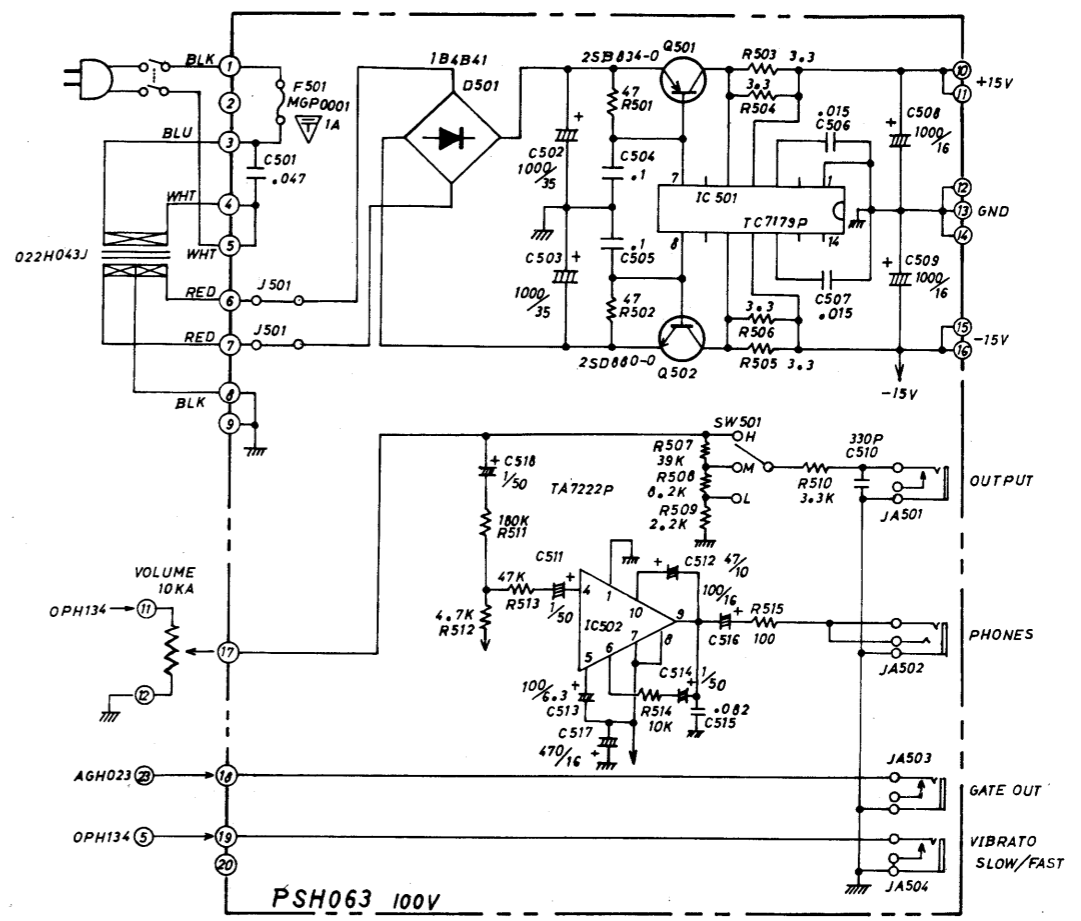 BLK
1
F501
MGP0001
T 1A
2
BLU
3
C501
.047
WHT
4
5
WHT
022H043J
RED
6
J501
RED
7
J501
8
BLK
9
1B4B41
D501
2SB834-O
Q501
R503 3.3
3.3
R504
47
R501
+
C502
1000/35
C504
.1
.015
C506
7
1
IC501
TC7179P
8
14
.1
C505
C503
+
1000/35
47
R502
C507
.015
3.3
R506
R505 3.3
2SD880-O
Q502
C508
+
1000/16
C509
+
1000/16
10
+15V
11
12
13
GND
14
15
-15V
16
-15V
SW501
H
R507
39K
M
R508
8.2K
L
R509
2.2K
330P
C510
R510
3.3K
JA501
OUTPUT
+ C518
1/50
TA7222P
180K
R511
C511
47K
+
R513
1/50
4.7K
R512
4
1
10
9
IC502
7
8
6
5
+
C512
47/10
100/16
+ R515
C516
100
C514
+
1/50
100/6.3
+
C513
R514
10K
.082
C515
C517
470/16
+
JA502
PHONES
VOLUME
10KA
OPH134
11
12
17
AGH023
23
18
JA503
GATE OUT
OPH134
5
19
20
VIBRATO
SLOW/FAST
JA504
PSH063 100V